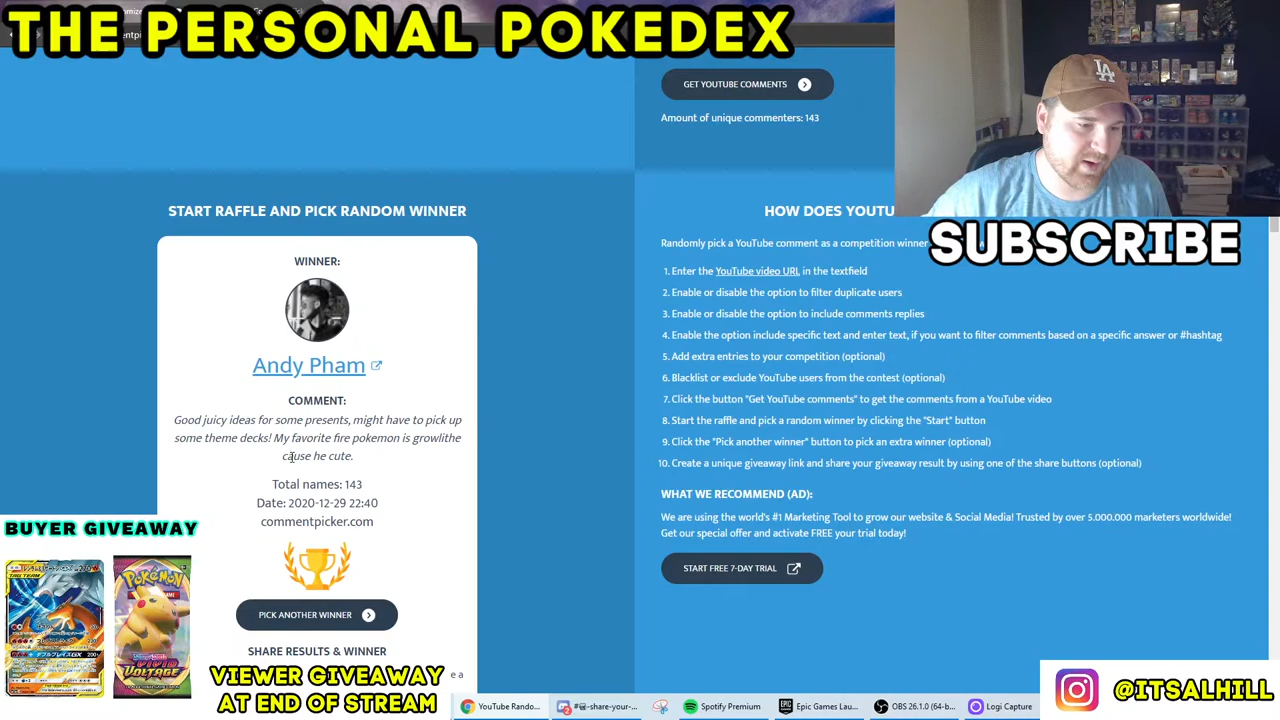 THE PERSONAL POKEDEX
GET YOUTUBE COMMENTS
Amount of unique commenters: 143
START RAFFLE AND PICK RANDOM WINNER
WINNER:
Andy Pham
COMMENT:
Good juicy ideas for some presents, might have to pick up
some theme decks! My favorite fire pokemon is growlithe
cause he cute.
Total names: 143
Date: 2020-12-29 22:40
commentpicker.com
PICK ANOTHER WINNER
SHARE RESULTS & WINNER
HOW DOES YOUTU
Randomly pick a YouTube comment as a competition winner
1. Enter the YouTube video URL in the textfield
2. Enable or disable the option to filter duplicate users
3. Enable or disable the option to include comments replies
4. Enable the option include specific text and enter text, if you want to filter comments based on a specific answer or #hashtag
5. Add extra entries to your competition (optional)
6. Blacklist or exclude YouTube users from the contest (optional)
7. Click the button "Get YouTube comments" to get the comments from a YouTube video
8. Start the raffle and pick a random winner by clicking the "Start" button
9. Click the "Pick another winner" button to pick an extra winner (optional)
10. Create a unique giveaway link and share your giveaway result by using one of the share buttons (optional)
WHAT WE RECOMMEND (AD):
We are using the world's #1 Marketing Tool to grow our website & Social Media! Trusted by over 5.000.000 marketers worldwide!
Get our special offer and activate FREE your trial today!
START FREE 7-DAY TRIAL
LA
SUBSCRIBE
BUYER GIVEAWAY
POKÉMON
VIVID
VOLTAGE
VIEWER GIVEAWAY
AT END OF STREAM
e a
YouTube Rando...
#-share-your-...
Spotify Premium
Epic Games Lau...
OBS 26.1.0 (64-b...
Logi Capture
@ITSALHILL